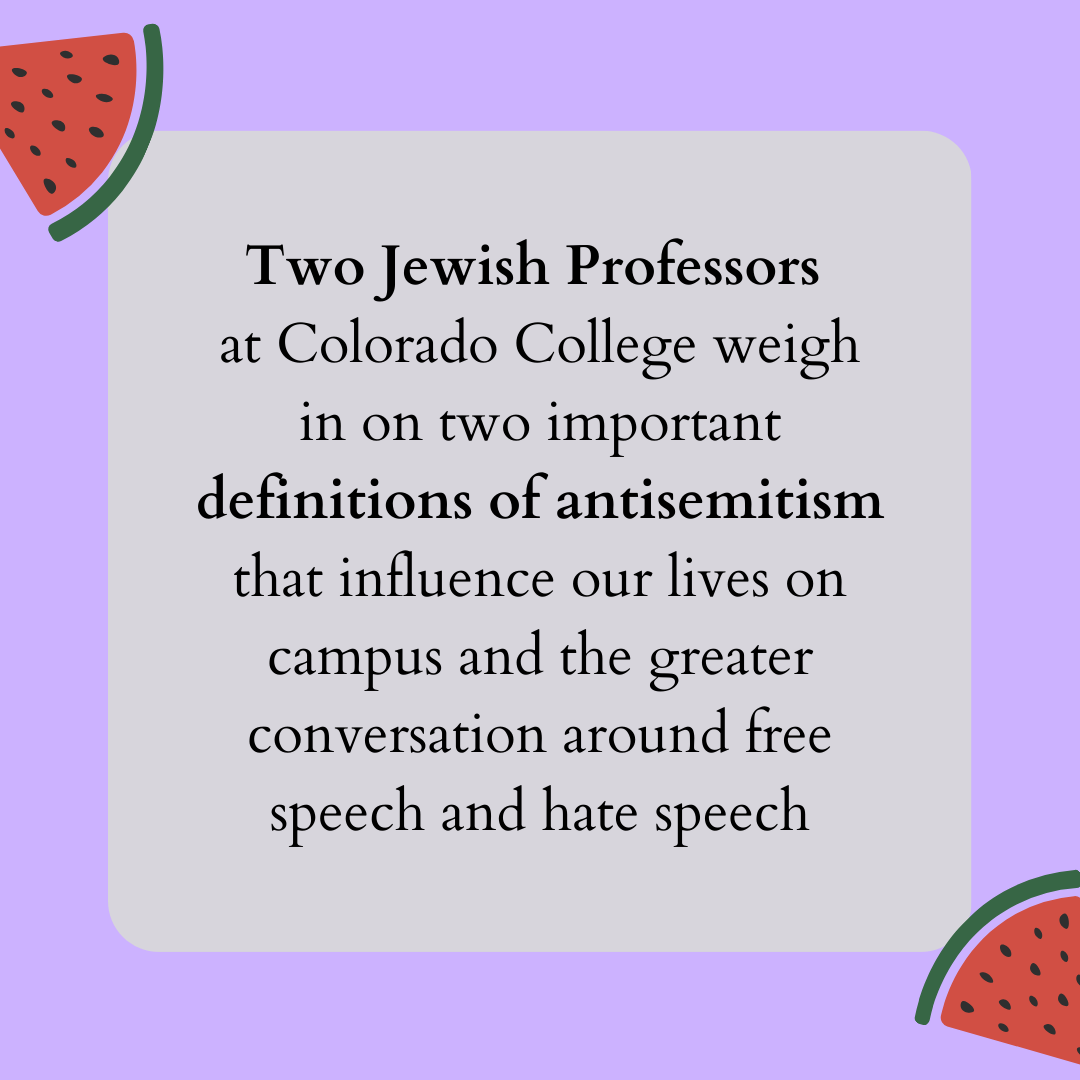 Two Jewish Professors
at Colorado College weigh
in on two important
definitions of antisemitism
that influence our lives on
campus and the greater
conversation around free
speech and hate speech